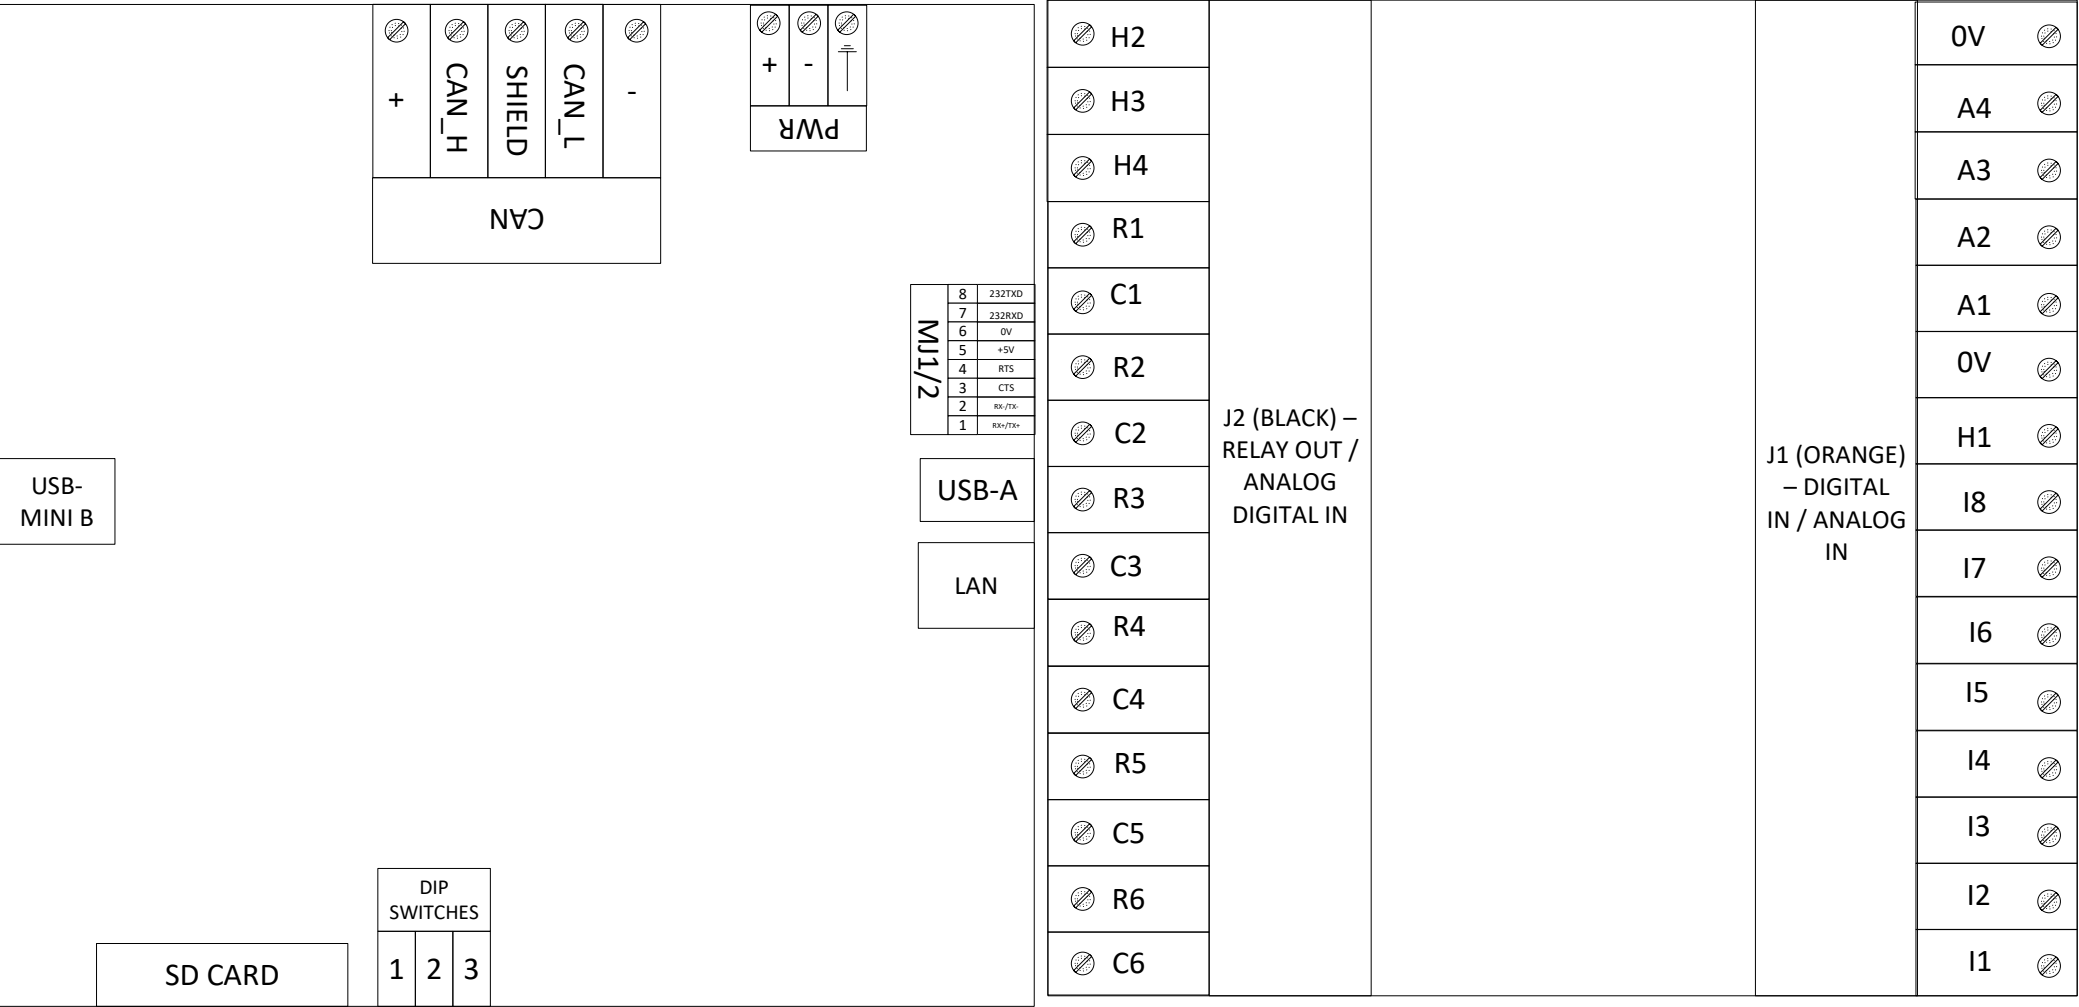 +
CAN_H
SHIELD
CAN_L
-
CAN
+
-
PWR
8 232TXD
7 232RXD
6 0V
5 +5V
4 RTS
3 CTS
2 RX-/TX-
1 RX+/TX+
MJ1/2
USB-
MINI B
USB-A
LAN
DIP
SWITCHES
1 2 3
SD CARD
H2
H3
H4
R1
C1
R2
C2
R3
C3
R4
C4
R5
C5
R6
C6
J2 (BLACK) –
RELAY OUT /
ANALOG
DIGITAL IN
J1 (ORANGE)
– DIGITAL
IN / ANALOG
IN
0V
A4
A3
A2
A1
0V
H1
I8
I7
I6
I5
I4
I3
I2
I1